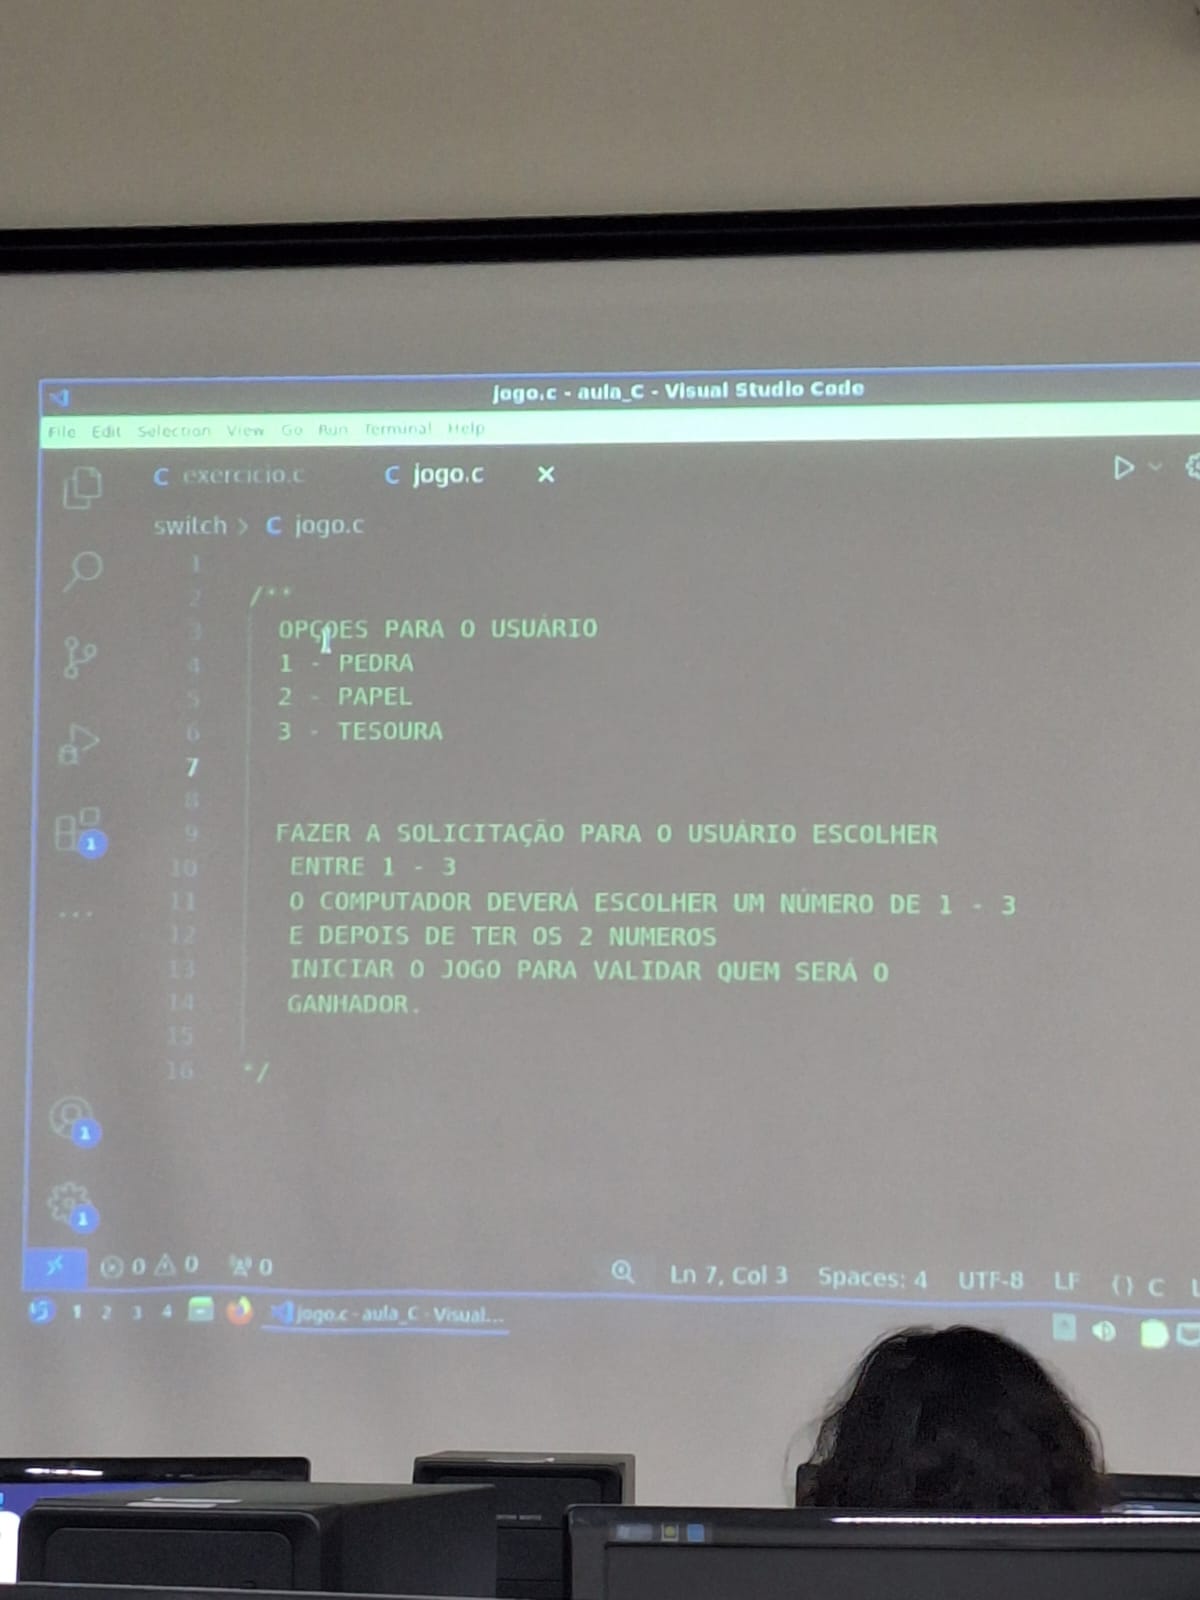 jogo.c - aula_C - Visual Studio Code
File Edit Selection View Go Run Terminal Help
C exercicio.c C jogo.c ×
switch > C jogo.c
1
2 /**
3 OPÇOES PARA O USUÁRIO
4 1 - PEDRA
5 2 - PAPEL
6 3 - TESOURA
7
8
9 FAZER A SOLICITAÇÃO PARA O USUÁRIO ESCOLHER
10 ENTRE 1 - 3
11 O COMPUTADOR DEVERÁ ESCOLHER UM NÚMERO DE 1 - 3
12 E DEPOIS DE TER OS 2 NUMEROS
13 INICIAR O JOGO PARA VALIDAR QUEM SERÁ O
14 GANHADOR.
15
16 */
1
1
1
0 0 0 Ln 7, Col 3 Spaces: 4 UTF-8 LF {} C
1 2 3 4 jogo.c - aula_C - Visual...